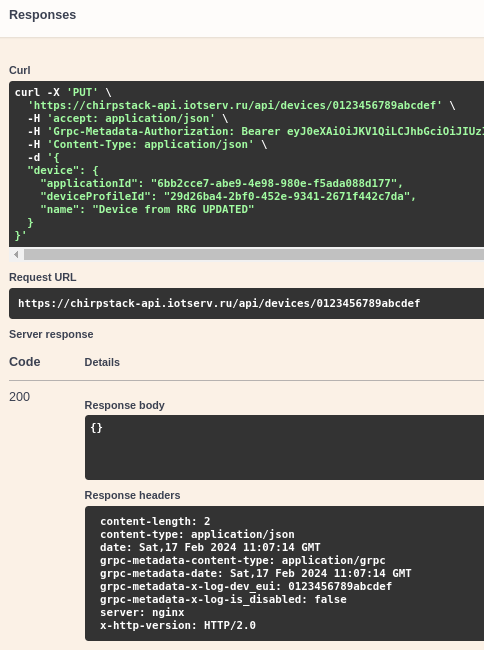 Responses
Curl
curl -X 'PUT' \
'https://chirpstack-api.iotserv.ru/api/devices/0123456789abcdef' \
-H 'accept: application/json' \
-H 'Grpc-Metadata-Authorization: Bearer eyJ0eXAiOiJKV1QiLCJhbGciOiJIUzI
-H 'Content-Type: application/json' \
-d '{
"device": {
"applicationId": "6bb2cce7-abe9-4e98-980e-f5ada088d177",
"deviceProfileId": "29d26ba4-2bf0-452e-9341-2671f442c7da",
"name": "Device from RRG UPDATED"
}
}'
Request URL
https://chirpstack-api.iotserv.ru/api/devices/0123456789abcdef
Server response
Code Details
200
Response body
{}
Response headers
content-length: 2
content-type: application/json
date: Sat,17 Feb 2024 11:07:14 GMT
grpc-metadata-content-type: application/grpc
grpc-metadata-date: Sat,17 Feb 2024 11:07:14 GMT
grpc-metadata-x-log-dev_eui: 0123456789abcdef
grpc-metadata-x-log-is_disabled: false
server: nginx
x-http-version: HTTP/2.0